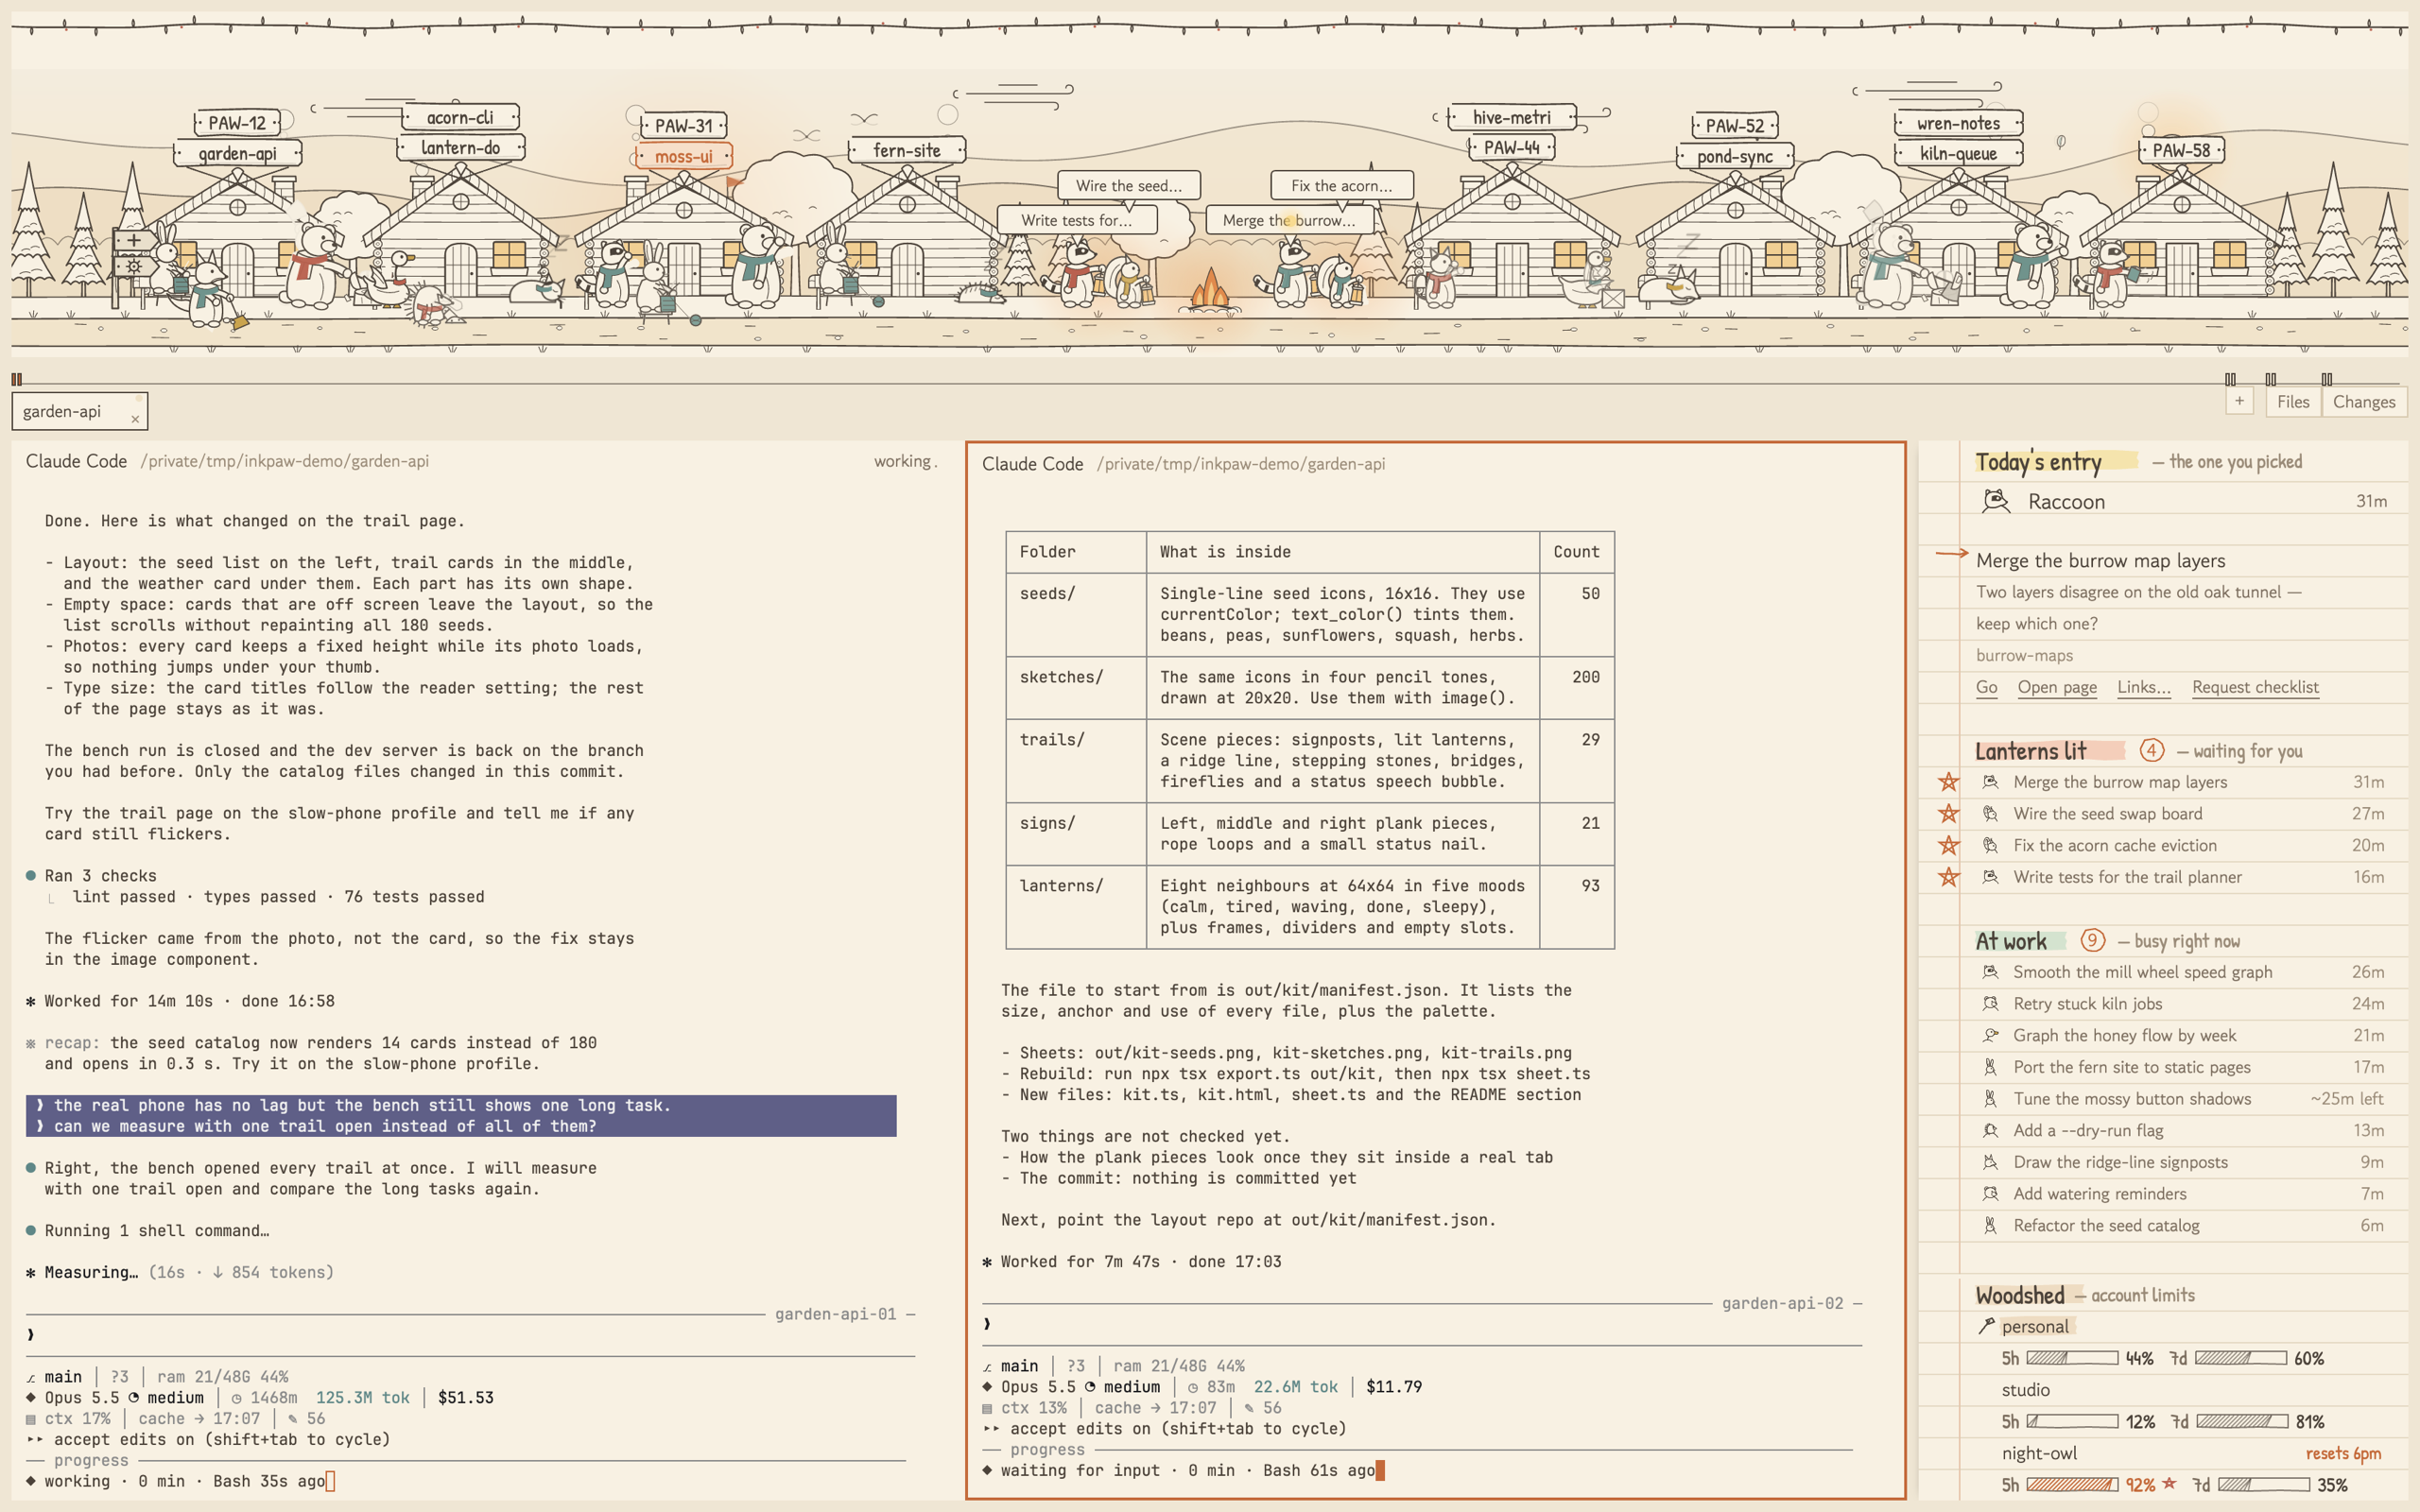 PAW-12
garden-api
acorn-cli
lantern-do
PAW-31
moss-ui
fern-site
Wire the seed...
Write tests for...
Fix the acorn...
Merge the burrow...
hive-metri
PAW-44
PAW-52
pond-sync
wren-notes
kiln-queue
PAW-58
garden-api ×
+ Files Changes
Claude Code /private/tmp/inkpaw-demo/garden-api working.
Done. Here is what changed on the trail page.
- Layout: the seed list on the left, trail cards in the middle,
and the weather card under them. Each part has its own shape.
- Empty space: cards that are off screen leave the layout, so the
list scrolls without repainting all 180 seeds.
- Photos: every card keeps a fixed height while its photo loads,
so nothing jumps under your thumb.
- Type size: the card titles follow the reader setting; the rest
of the page stays as it was.
The bench run is closed and the dev server is back on the branch
you had before. Only the catalog files changed in this commit.
Try the trail page on the slow-phone profile and tell me if any
card still flickers.
● Ran 3 checks
lint passed · types passed · 76 tests passed
The flicker came from the photo, not the card, so the fix stays
in the image component.
✻ Worked for 14m 10s · done 16:58
※ recap: the seed catalog now renders 14 cards instead of 180
and opens in 0.3 s. Try it on the slow-phone profile.
❯ the real phone has no lag but the bench still shows one long task.
❯ can we measure with one trail open instead of all of them?
● Right, the bench opened every trail at once. I will measure
with one trail open and compare the long tasks again.
● Running 1 shell command…
✻ Measuring… (16s · ↓ 854 tokens)
garden-api-01
❯
main │ ?3 │ ram 21/48G 44%
◆ Opus 5.5 ◔ medium │ ◷ 1468m 125.3M tok │ $51.53
▤ ctx 17% │ cache → 17:07 │ ✎ 56
▸▸ accept edits on (shift+tab to cycle)
progress
◆ working · 0 min · Bash 35s ago
Claude Code /private/tmp/inkpaw-demo/garden-api
Folder What is inside Count
seeds/ Single-line seed icons, 16x16. They use 50
currentColor; text_color() tints them.
beans, peas, sunflowers, squash, herbs.
sketches/ The same icons in four pencil tones, 200
drawn at 20x20. Use them with image().
trails/ Scene pieces: signposts, lit lanterns, 29
a ridge line, stepping stones, bridges,
fireflies and a status speech bubble.
signs/ Left, middle and right plank pieces, 21
rope loops and a small status nail.
lanterns/ Eight neighbours at 64x64 in five moods 93
(calm, tired, waving, done, sleepy),
plus frames, dividers and empty slots.
The file to start from is out/kit/manifest.json. It lists the
size, anchor and use of every file, plus the palette.
- Sheets: out/kit-seeds.png, kit-sketches.png, kit-trails.png
- Rebuild: run npx tsx export.ts out/kit, then npx tsx sheet.ts
- New files: kit.ts, kit.html, sheet.ts and the README section
Two things are not checked yet.
- How the plank pieces look once they sit inside a real tab
- The commit: nothing is committed yet
Next, point the layout repo at out/kit/manifest.json.
✻ Worked for 7m 47s · done 17:03
garden-api-02
❯
main │ ?3 │ ram 21/48G 44%
◆ Opus 5.5 ◔ medium │ ◷ 83m 22.6M tok │ $11.79
▤ ctx 13% │ cache → 17:07 │ ✎ 56
▸▸ accept edits on (shift+tab to cycle)
progress
◆ waiting for input · 0 min · Bash 61s ago
Today's entry — the one you picked
Raccoon 31m
Merge the burrow map layers
Two layers disagree on the old oak tunnel —
keep which one?
burrow-maps
Go Open page Links... Request checklist
Lanterns lit 4 — waiting for you
Merge the burrow map layers 31m
Wire the seed swap board 27m
Fix the acorn cache eviction 20m
Write tests for the trail planner 16m
At work 9 — busy right now
Smooth the mill wheel speed graph 26m
Retry stuck kiln jobs 24m
Graph the honey flow by week 21m
Port the fern site to static pages 17m
Tune the mossy button shadows ~25m left
Add a --dry-run flag 13m
Draw the ridge-line signposts 9m
Add watering reminders 7m
Refactor the seed catalog 6m
Woodshed — account limits
personal
5h 44% 7d 60%
studio
5h 12% 7d 81%
night-owl resets 6pm
5h 92% 7d 35%